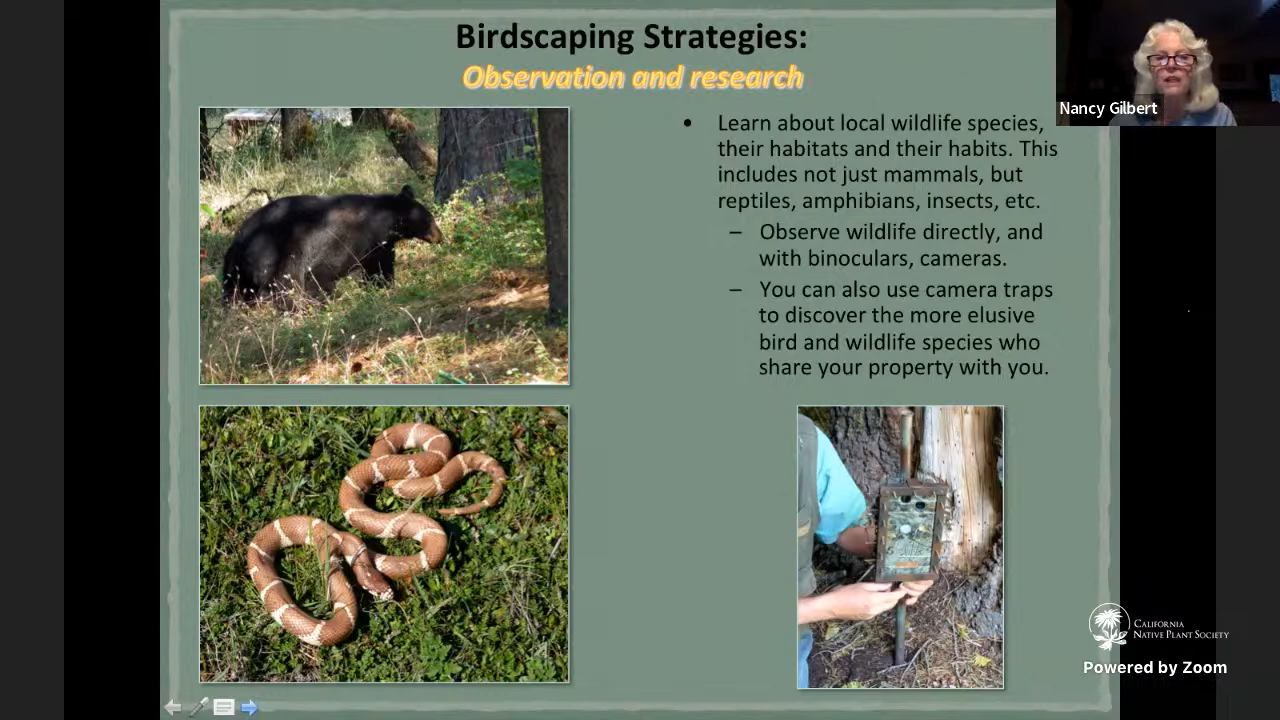 Birdscaping Strategies:
Observation and research
Nancy Gilbert
• Learn about local wildlife species,
their habitats and their habits. This
includes not just mammals, but
reptiles, amphibians, insects, etc.
– Observe wildlife directly, and
with binoculars, cameras.
– You can also use camera traps
to discover the more elusive
bird and wildlife species who
share your property with you.
CALIFORNIA
NATIVE PLANT SOCIETY
Powered by Zoom